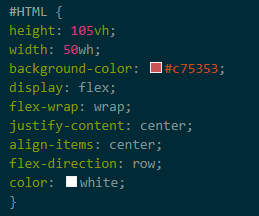 #HTML {
height: 105vh;
width: 50wh;
background-color: #c75353;
display: flex;
flex-wrap: wrap;
justify-content: center;
align-items: center;
flex-direction: row;
color: white;
}